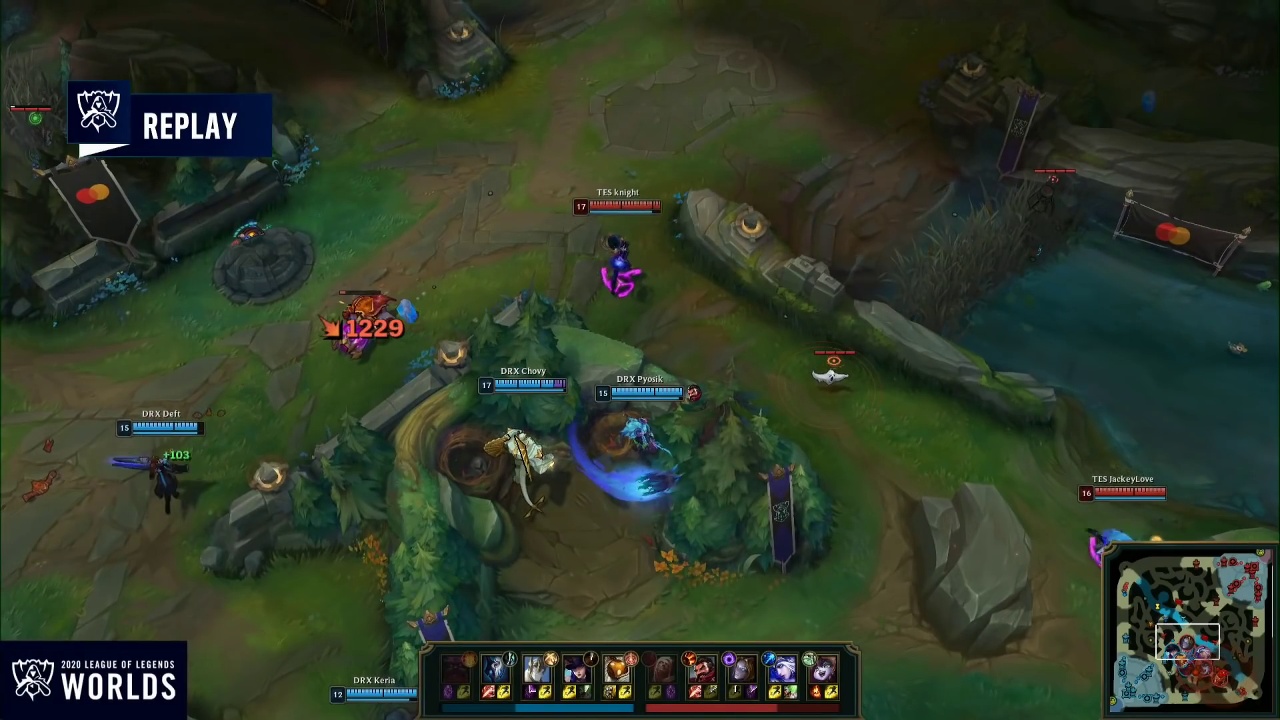 REPLAY
TES knight
17
1229
DRX Chovy
17
DRX Pyosik
15
DRX Deft
15
+103
TES JackeyLove
16
DRX Keria
12
2020 LEAGUE OF LEGENDS
WORLDS